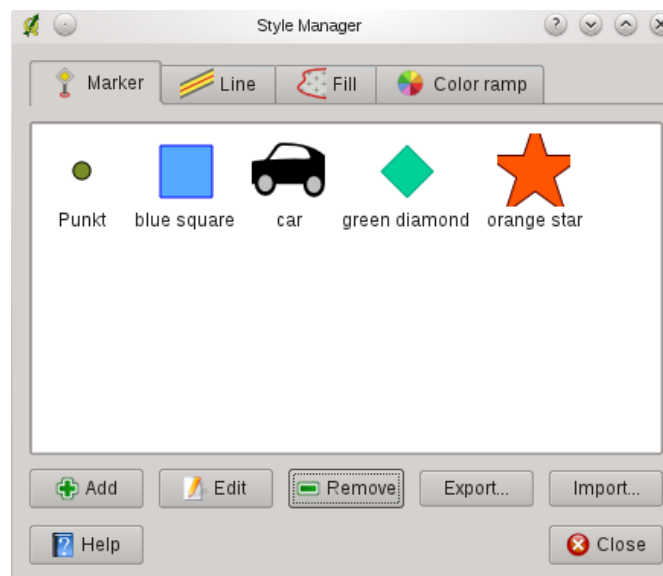 Style Manager
Marker Line Fill Color ramp
Punkt blue square car green diamond orange star
Add Edit Remove Export... Import...
Help Close